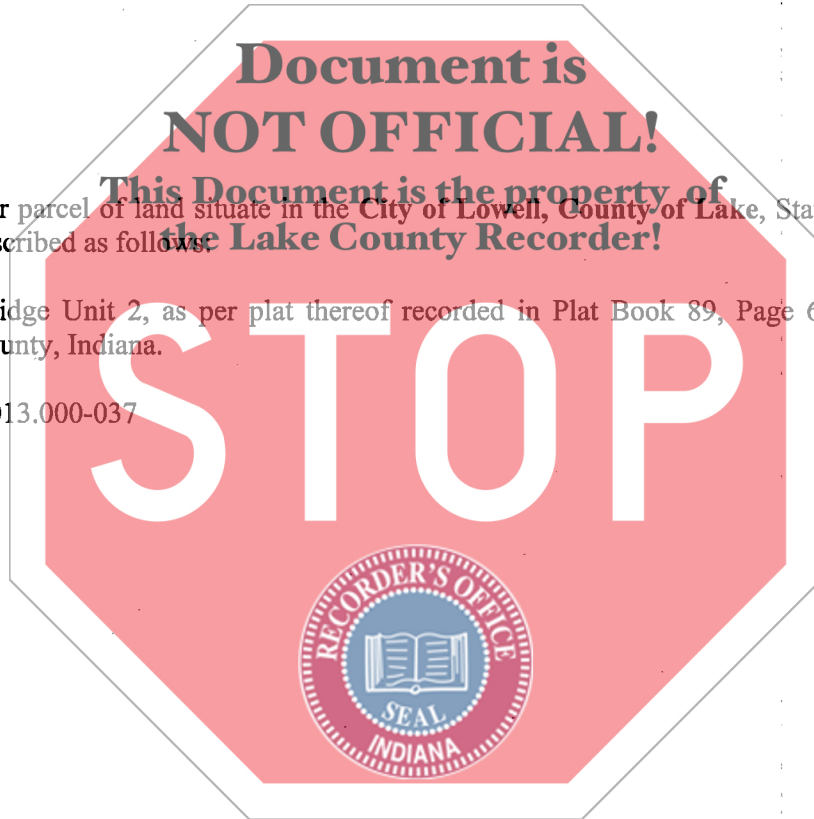 Document is
NOT OFFICIAL!
This Document is the property of
r parcel of land situate in the City of Lowell, County of Lake, Sta
the Lake County Recorder!
scribed as follows:
idge Unit 2, as per plat thereof recorded in Plat Book 89, Page 6
unty, Indiana.
013.000-037
STOP
RECORDER'S OFFICE
SEAL
INDIANA